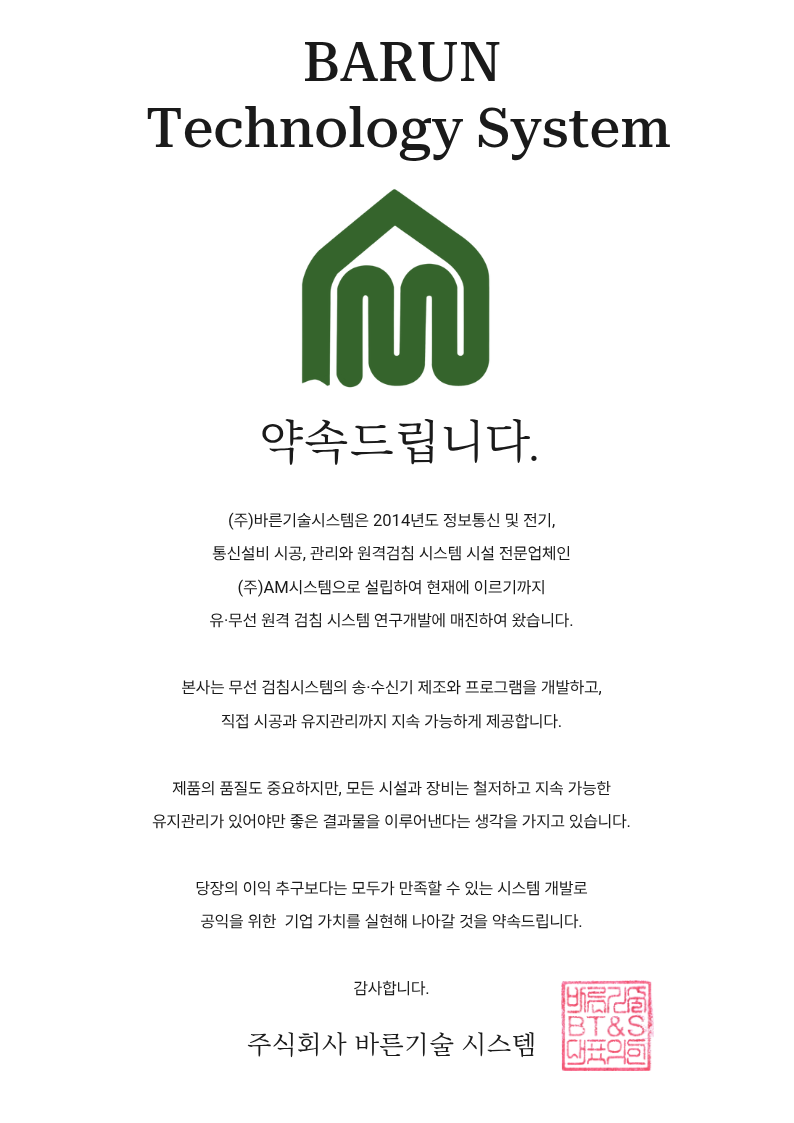 BARUN
Technology System
약속드립니다.
(주)바른기술시스템은 2014년도 정보통신 및 전기,
통신설비 시공, 관리와 원격검침 시스템 시설 전문업체인
(주)AM시스템으로 설립하여 현재에 이르기까지
유·무선 원격 검침 시스템 연구개발에 매진하여 왔습니다.
본사는 무선 검침시스템의 송·수신기 제조와 프로그램을 개발하고,
직접 시공과 유지관리까지 지속 가능하게 제공합니다.
제품의 품질도 중요하지만, 모든 시설과 장비는 철저하고 지속 가능한
유지관리가 있어야만 좋은 결과물을 이루어낸다는 생각을 가지고 있습니다.
당장의 이익 추구보다는 모두가 만족할 수 있는 시스템 개발로
공익을 위한  기업 가치를 실현해 나아갈 것을 약속드립니다.
감사합니다.
주식회사 바른기술 시스템
바른기술
BT&S